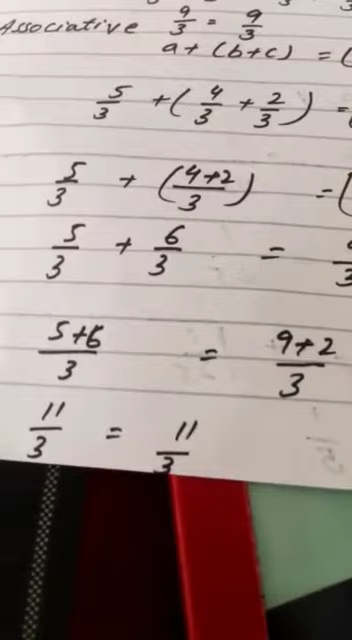 9/3 = 9/3
Associative
a + (b+c) = (
5/3 + (4/3 + 2/3) =
5/3 + (4+2/3) = (
5/3 + 6/3 = /3
5+6/3 = 9+2/3
11/3 = 11/3